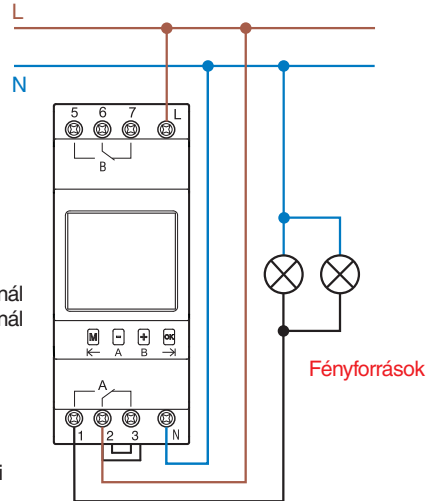 L
N
5 6 7 L
B
M - + OK
A B
nál
nál
Fényforrások
A
1 2 3 N
i